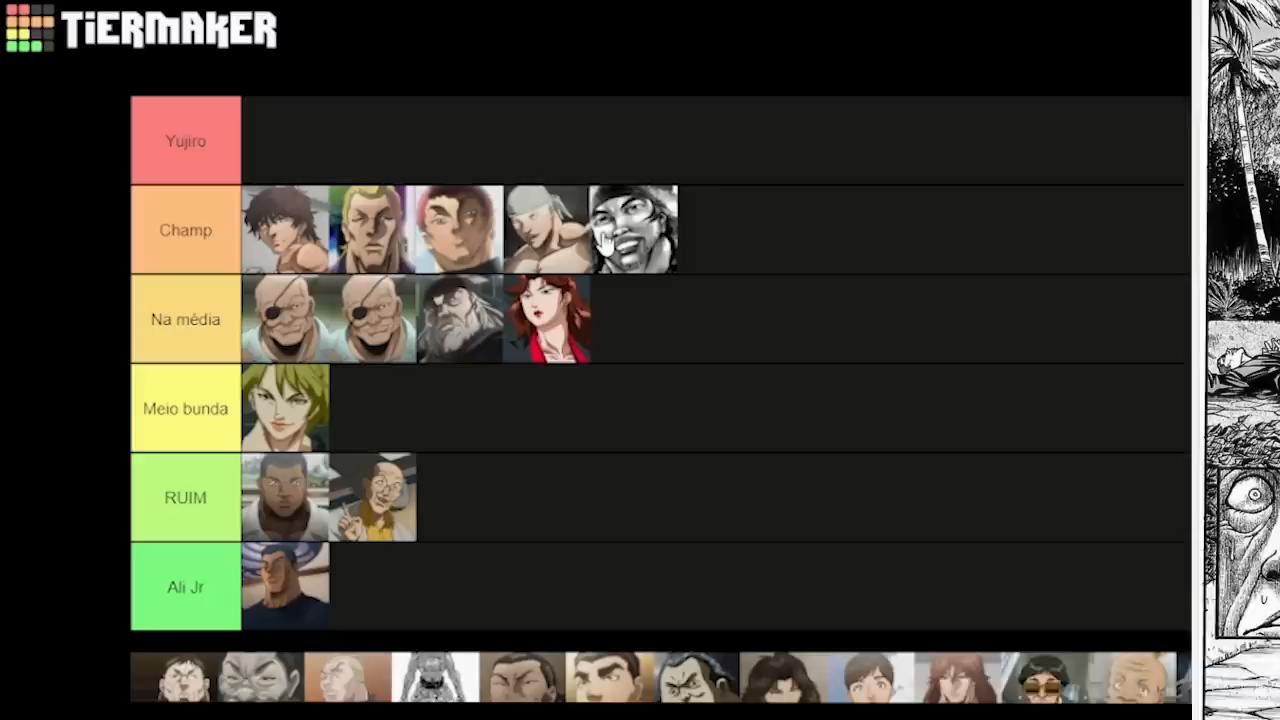 TIERMAKER
Yujiro
Champ
Na média
Meio bunda
RUIM
Ali Jr